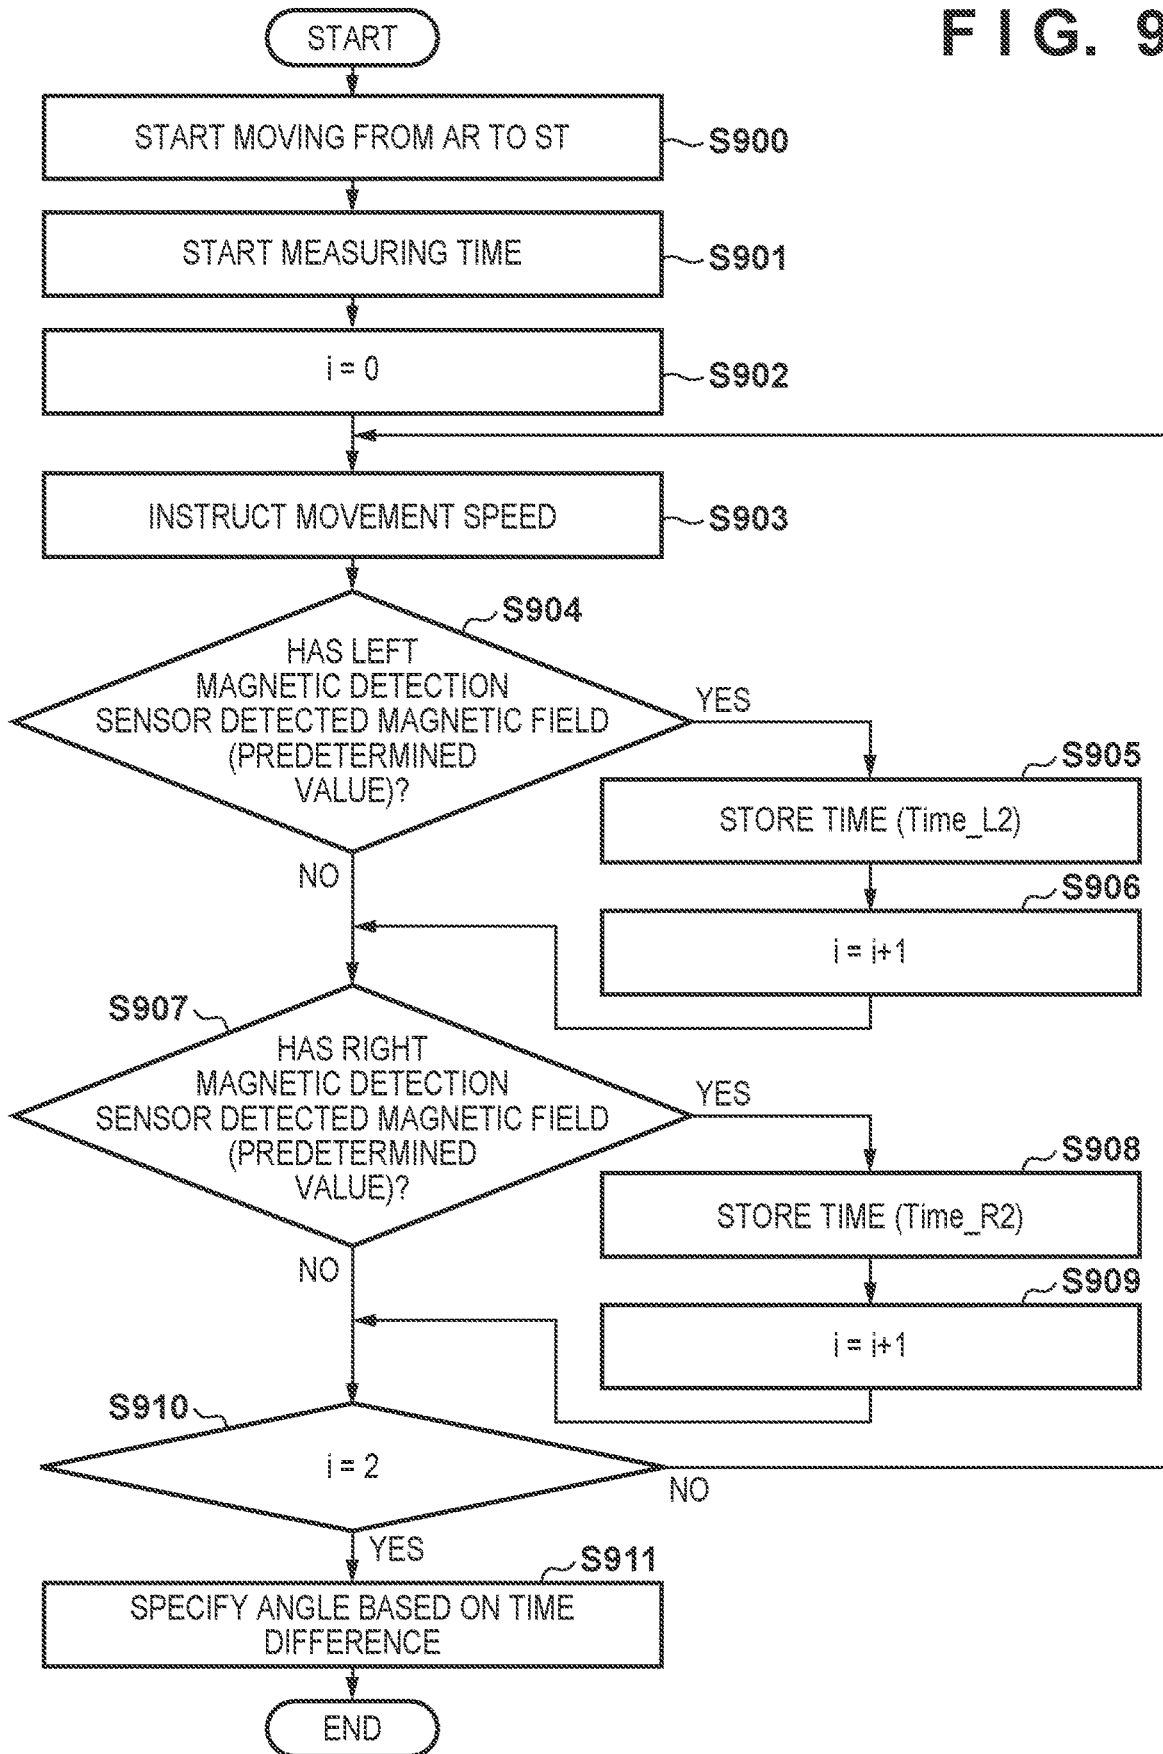 FIG. 9
START
START MOVING FROM AR TO ST
S900
START MEASURING TIME
S901
i = 0
S902
INSTRUCT MOVEMENT SPEED
S903
S904
HAS LEFT
MAGNETIC DETECTION
SENSOR DETECTED MAGNETIC FIELD
(PREDETERMINED
VALUE)?
YES
NO
S905
STORE TIME (Time_L2)
S906
i = i+1
S907
HAS RIGHT
MAGNETIC DETECTION
SENSOR DETECTED MAGNETIC FIELD
(PREDETERMINED
VALUE)?
YES
NO
S908
STORE TIME (Time_R2)
S909
i = i+1
S910
i = 2
NO
YES
S911
SPECIFY ANGLE BASED ON TIME
DIFFERENCE
END